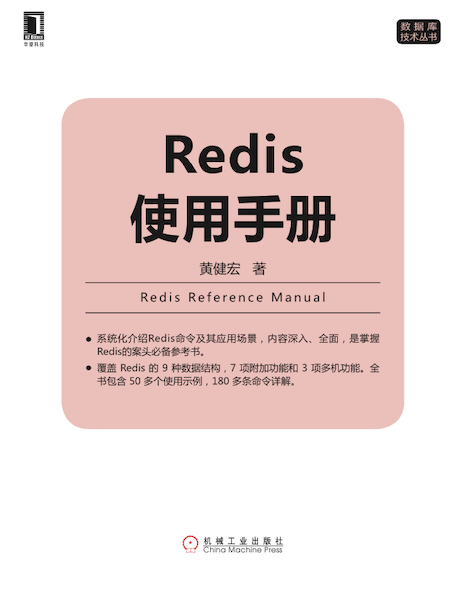 HZ BOOKS
华章科技
数据库
技术丛书
Redis
使用手册
黄健宏 著
Redis Reference Manual
● 系统化介绍Redis命令及其应用场景，内容深入、全面，是掌握
Redis的案头必备参考书。
● 覆盖 Redis 的 9 种数据结构，7 项附加功能和 3 项多机功能。全
书包含 50 多个使用示例，180 多条命令详解。
机械工业出版社
China Machine Press